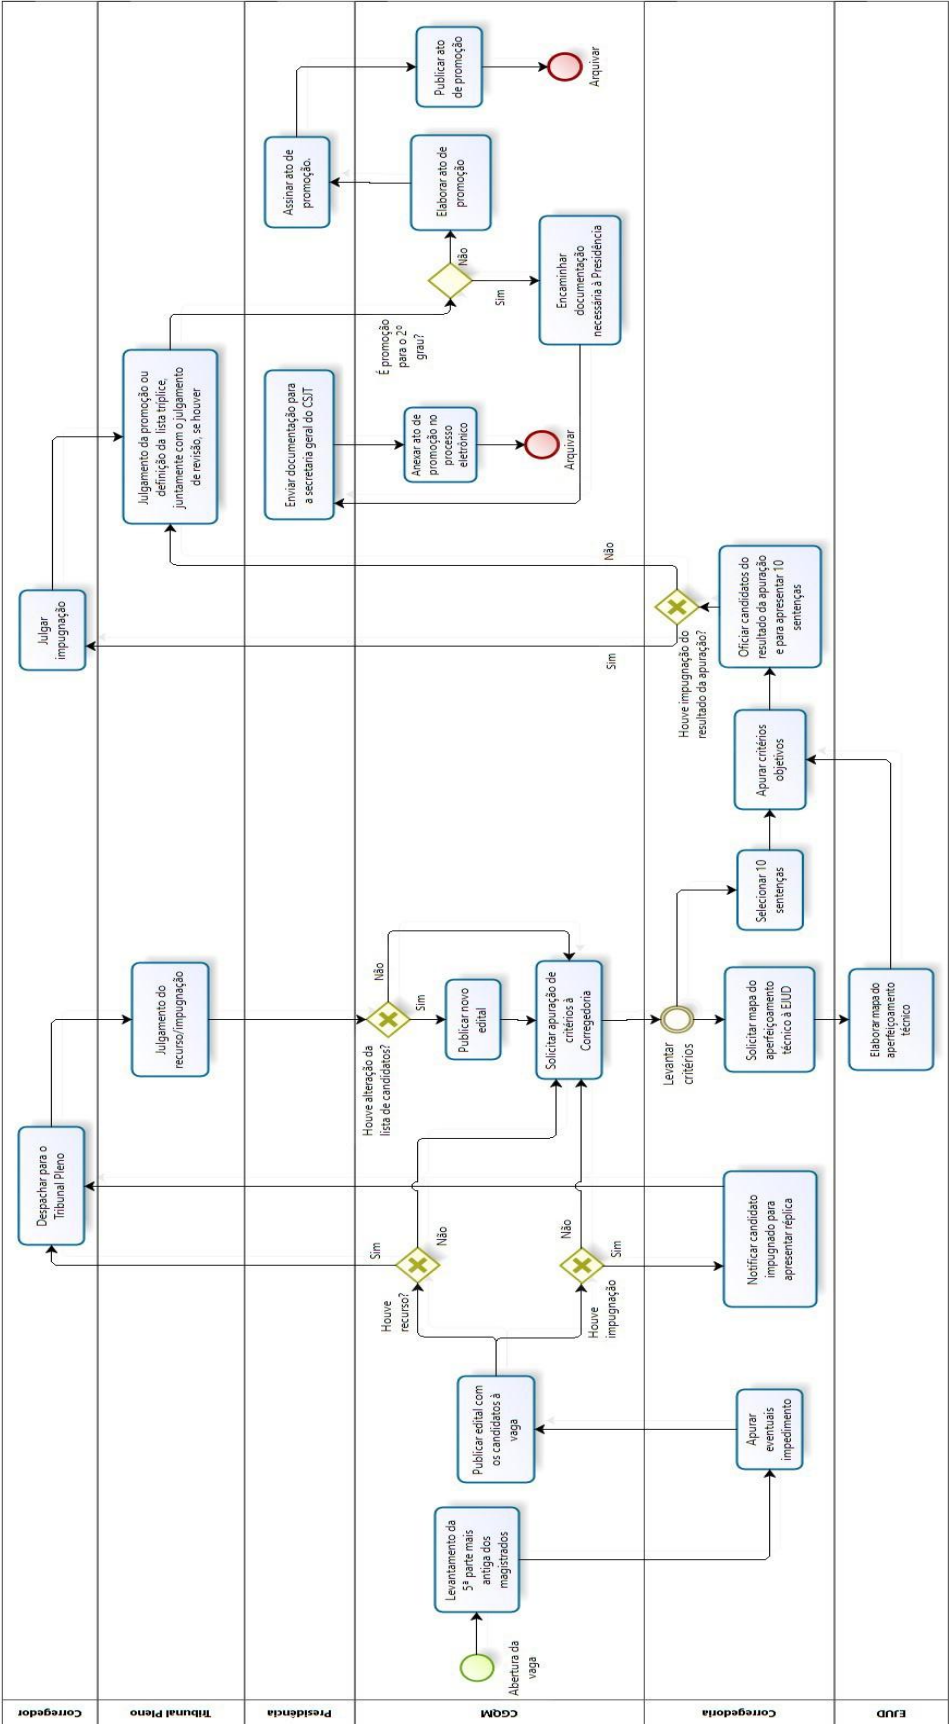 Corregedor
Tribunal Pleno
Presidência
CGQM
Corregedoria
EJUD
Abertura da
vaga
Levantamento da
5ª parte mais
antiga dos
magistrados
Apurar
eventuais
impedimento
Publicar edital com
os candidatos à
vaga
Houve
recurso?
Sim
Não
Houve
impugnação
Não
Sim
Notificar candidato
impugnado para
apresentar réplica
Despachar para o
Tribunal Pleno
Julgamento do
recurso/impugnação
Houve alteração da
lista de candidatos?
Não
Sim
Publicar novo
edital
Solicitar apuração de
critérios à
Corregedoria
Levantar
critérios
Solicitar mapa do
aperfeiçoamento
técnico à EJUD
Elaborar mapa do
aperfeiçoamento
técnico
Selecionar 10
sentenças
Apurar critérios
objetivos
Oficiar candidatos do
resultado da apuração
e para apresentar 10
sentenças
Houve impugnação do
resultado da apuração?
Sim
Não
Julgar
impugnação
Julgamento da promoção ou
definição da lista tríplice,
juntamente com o julgamento
de revisão, se houver
É promoção
para o 2º
grau?
Não
Sim
Encaminhar
documentação
necessária à Presidência
Enviar documentação para
a secretaria geral do CSJT
Anexar ato de
promoção no
processo
eletrônico
Arquivar
Elaborar ato de
promoção
Assinar ato de
promoção.
Publicar ato
de promoção
Arquivar